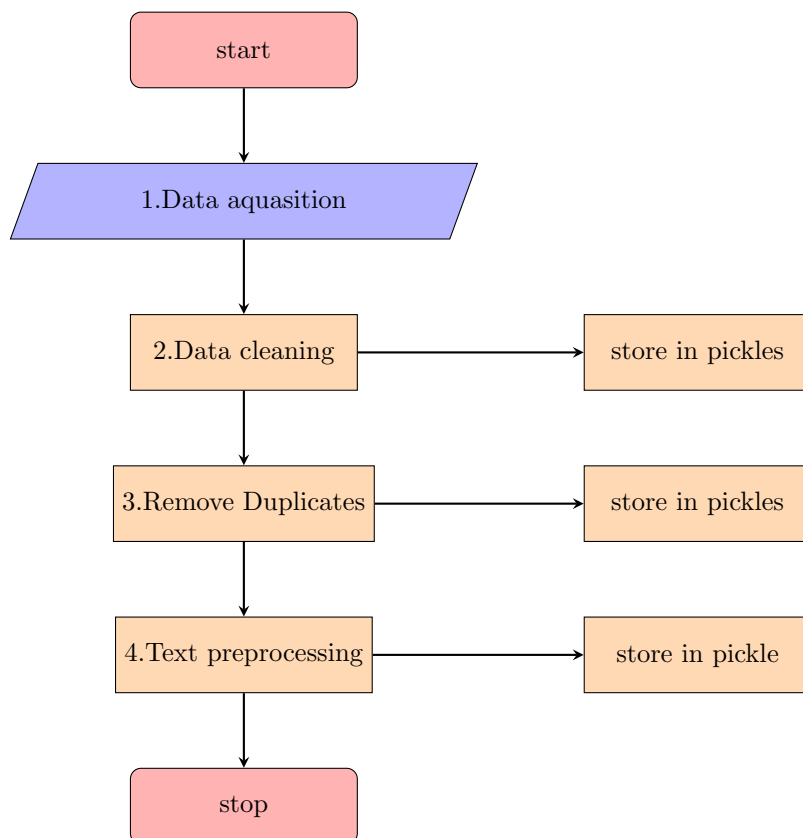 start
1.Data aquasition
2.Data cleaning
store in pickles
3.Remove Duplicates
store in pickles
4.Text preprocessing
store in pickle
stop